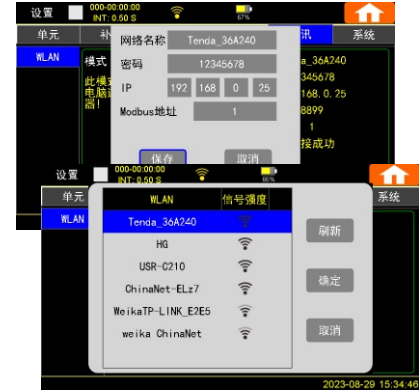 设置 000-00:00:00 INT: 0.50 S 67%
单元 补 讯 系统
网络名称 Tenda_36A240
WLAN 模式 密码 12345678 a_36A240
此模 IP 192 168 0 25 345678
电脑 168.0.25
器! Modbus地址 1 8899
1
保存 取消 接成功
设置 000-00:00:00 INT: 0.50 S 66%
单元 系统
WLAN 信号强度
WLAN Tenda_36A240
HG 刷新
USR-C210
ChinaNet-ELz7 确定
WeikaTP-LINK_E2E5
weika ChinaNet 取消
2023-08-29 15:34:46